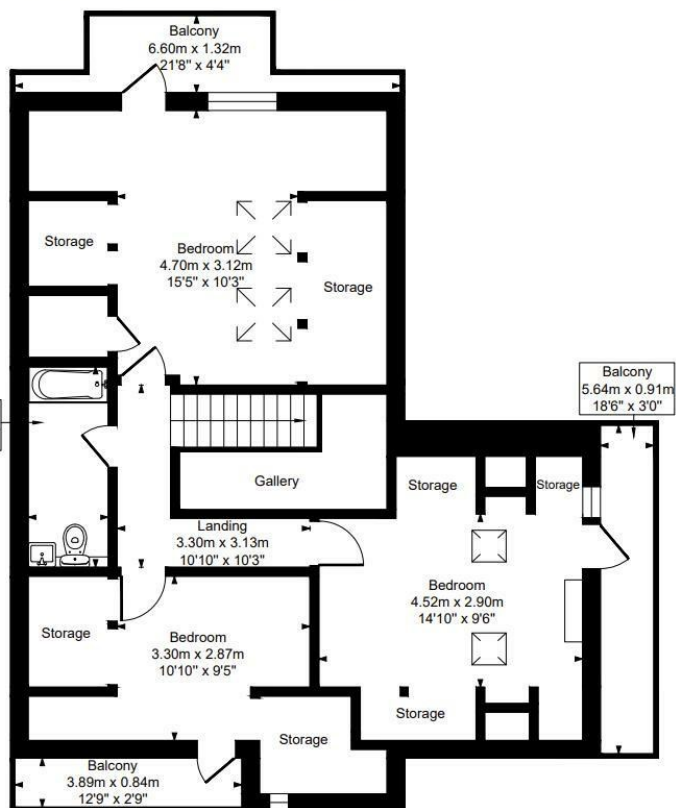 Balcony
6.60m x 1.32m
21'8" x 4'4"
Storage
Bedroom
4.70m x 3.12m
15'5" x 10'3"
Storage
Balcony
5.64m x 0.91m
18'6" x 3'0"
Gallery
Storage
Storage
Landing
3.30m x 3.13m
10'10" x 10'3"
Bedroom
4.52m x 2.90m
14'10" x 9'6"
Storage
Bedroom
3.30m x 2.87m
10'10" x 9'5"
Storage
Storage
Balcony
3.89m x 0.84m
12'9" x 2'9"